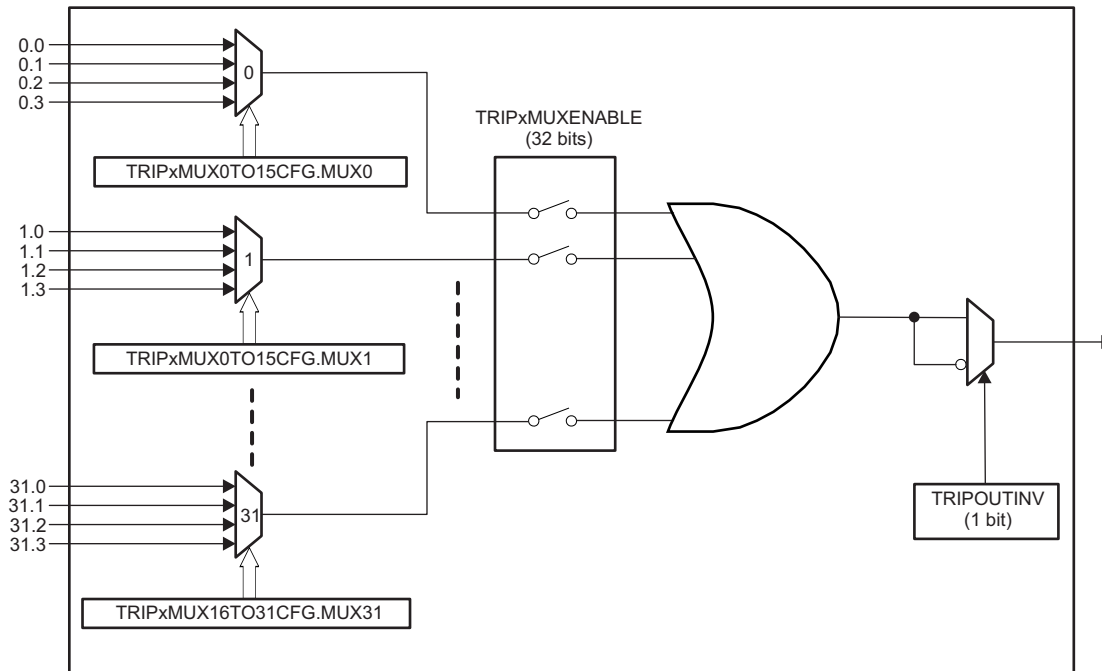 0.0
0.1
0.2
0.3
0
TRIPxMUX0TO15CFG.MUX0
TRIPxMUXENABLE
(32 bits)
1.0
1.1
1.2
1.3
1
TRIPxMUX0TO15CFG.MUX1
31.0
31.1
31.2
31.3
31
TRIPxMUX16TO31CFG.MUX31
TRIPOUTINV
(1 bit)